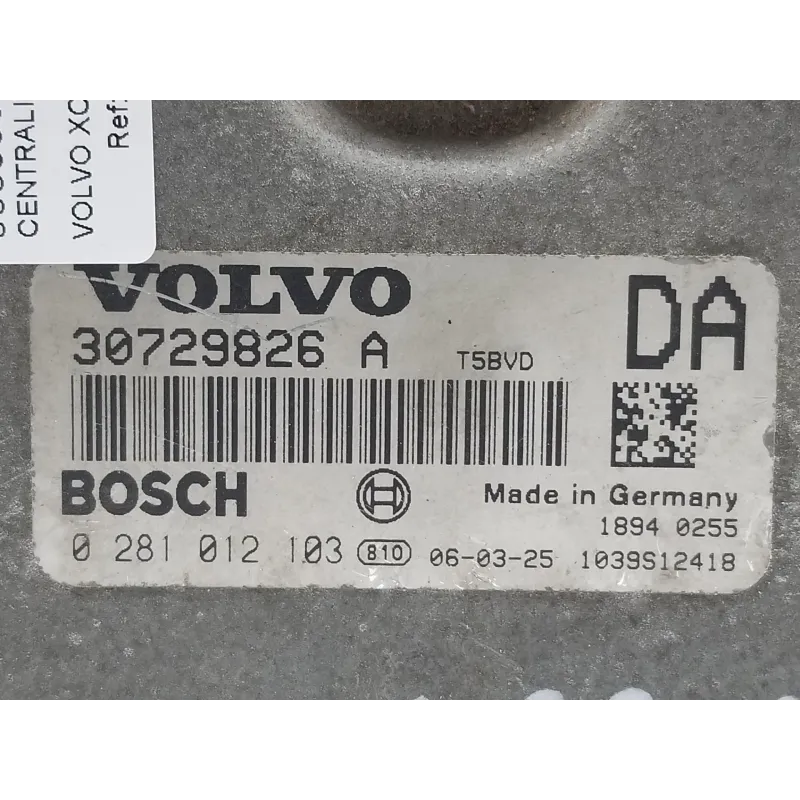 CENTRALI
VOLVO XC
Ref:
VOLVO
DA
30729826 A T5BVD
BOSCH
Made in Germany
1894 0255
0 281 012 103 810 06-03-25 1039S12418